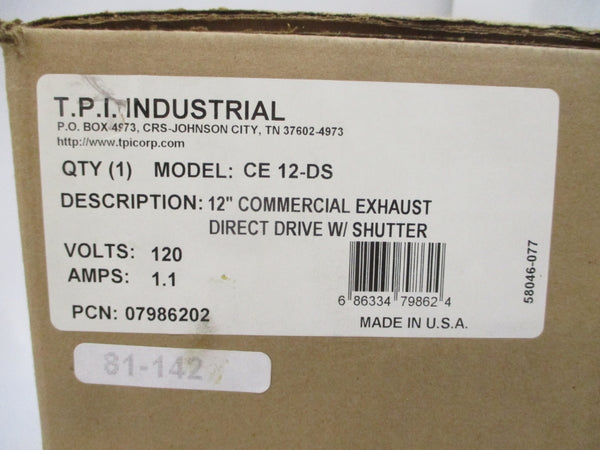 T.P.I. INDUSTRIAL
P.O. BOX 4973, CRS-JOHNSON CITY, TN 37602-4973
http://www.tpicorp.com
QTY (1) MODEL: CE 12-DS
DESCRIPTION: 12" COMMERCIAL EXHAUST
DIRECT DRIVE W/ SHUTTER
VOLTS: 120
AMPS: 1.1
PCN: 07986202
6 86334 79862 4
MADE IN U.S.A.
58046-077
81-142